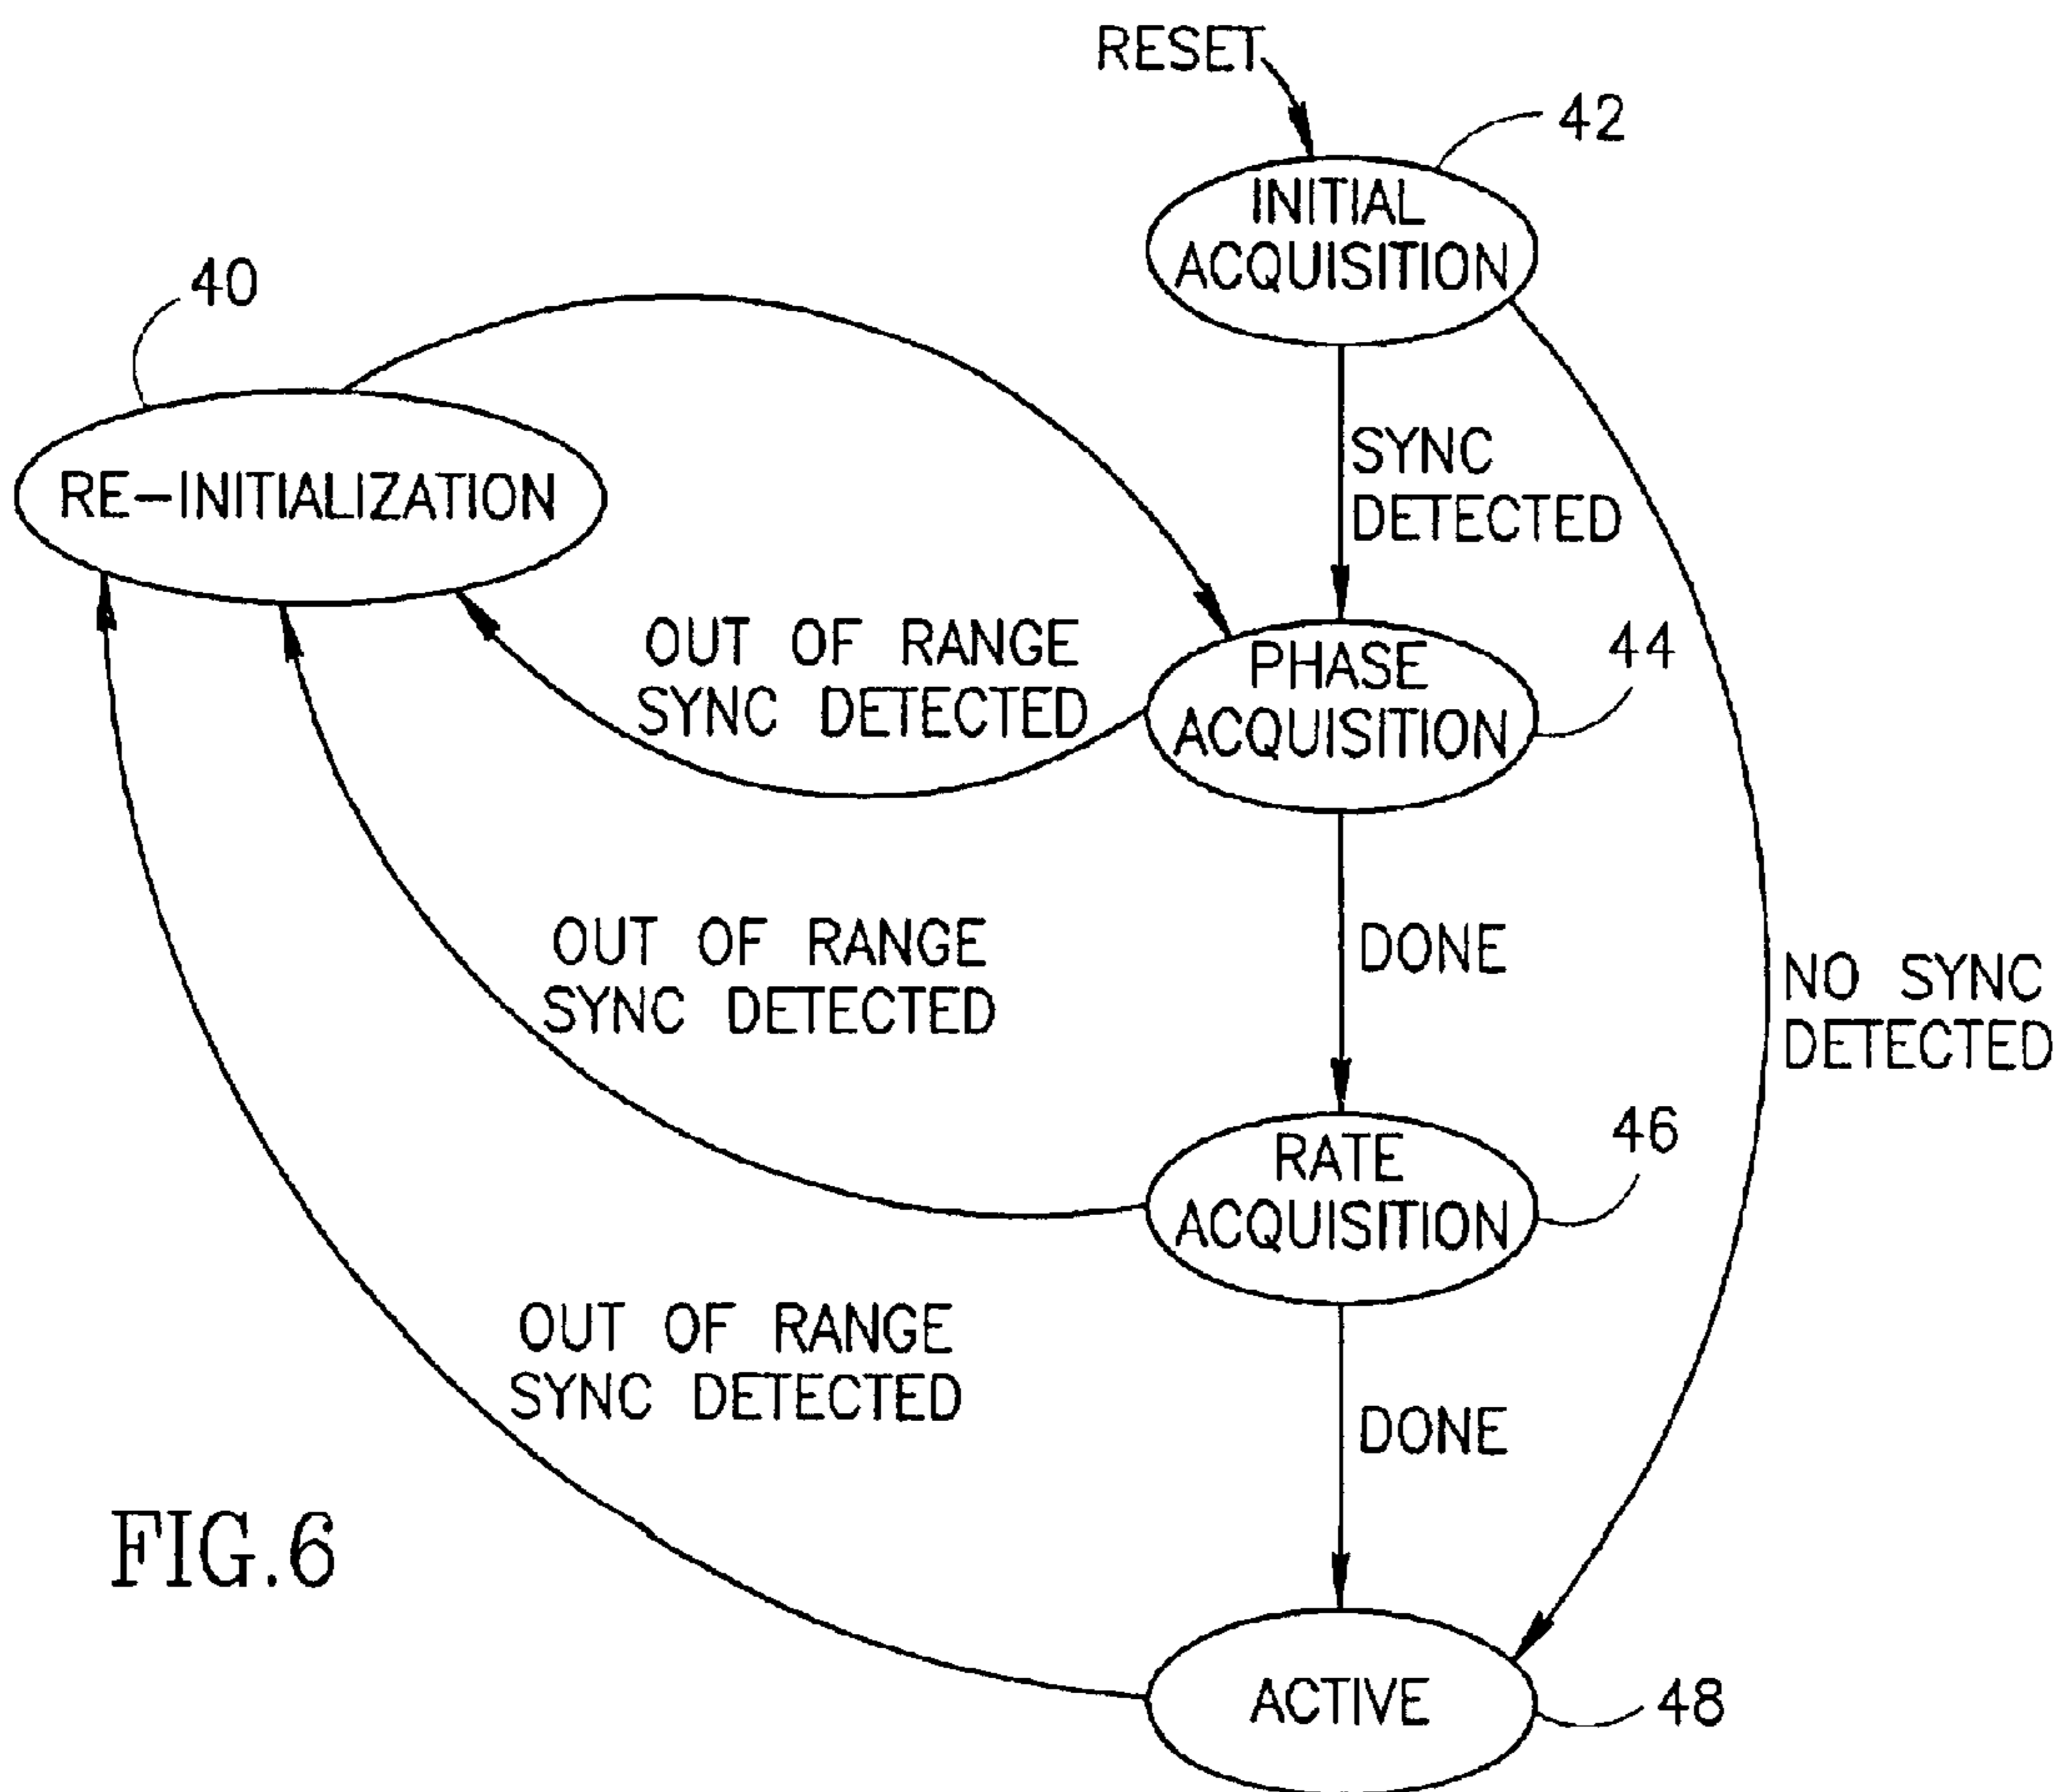 RESET
42
INITIAL
ACQUISITION
40
RE-INITIALIZATION
SYNC
DETECTED
OUT OF RANGE
SYNC DETECTED
PHASE
ACQUISITION
44
OUT OF RANGE
SYNC DETECTED
DONE
NO SYNC
DETECTED
RATE
ACQUISITION
46
OUT OF RANGE
SYNC DETECTED
DONE
FIG.6
ACTIVE
48